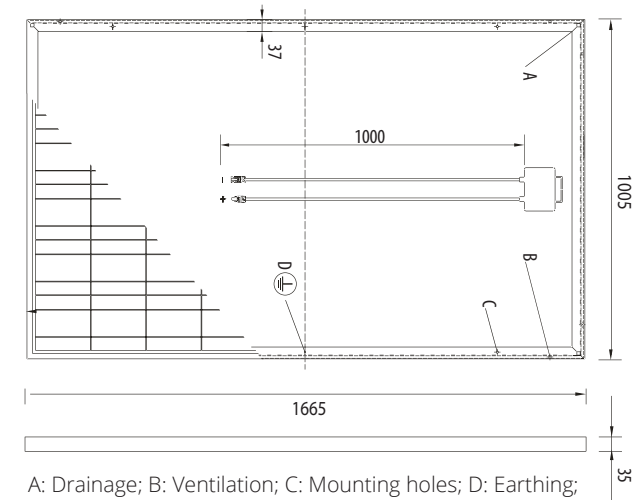 37
A
1000
1005
-
+
D
B
C
1665
35
A: Drainage; B: Ventilation; C: Mounting holes; D: Earthing;